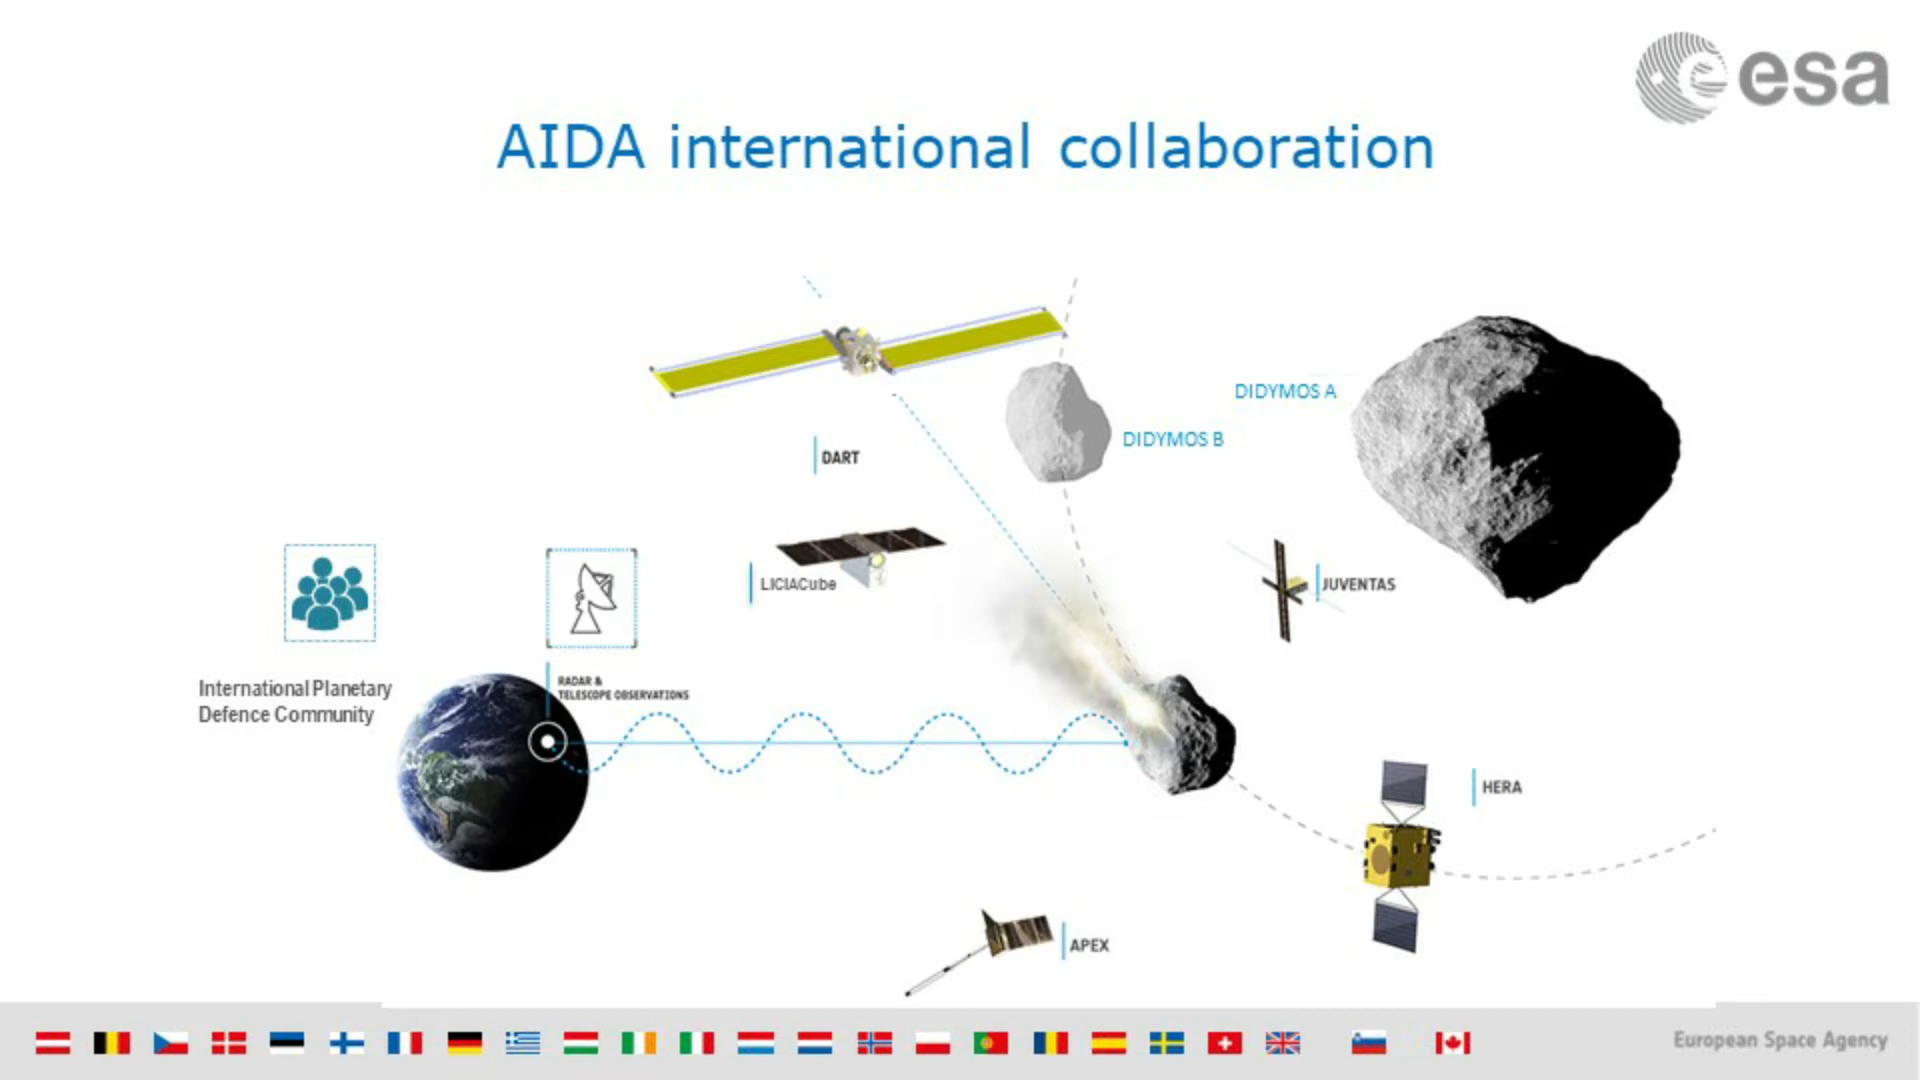 esa
AIDA international collaboration
DIDYMOS A
DIDYMOS B
DART
LICIACube
JUVENTAS
International Planetary
Defence Community
RADAR &
TELESCOPE OBSERVATIONS
HERA
APEX
European Space Agency